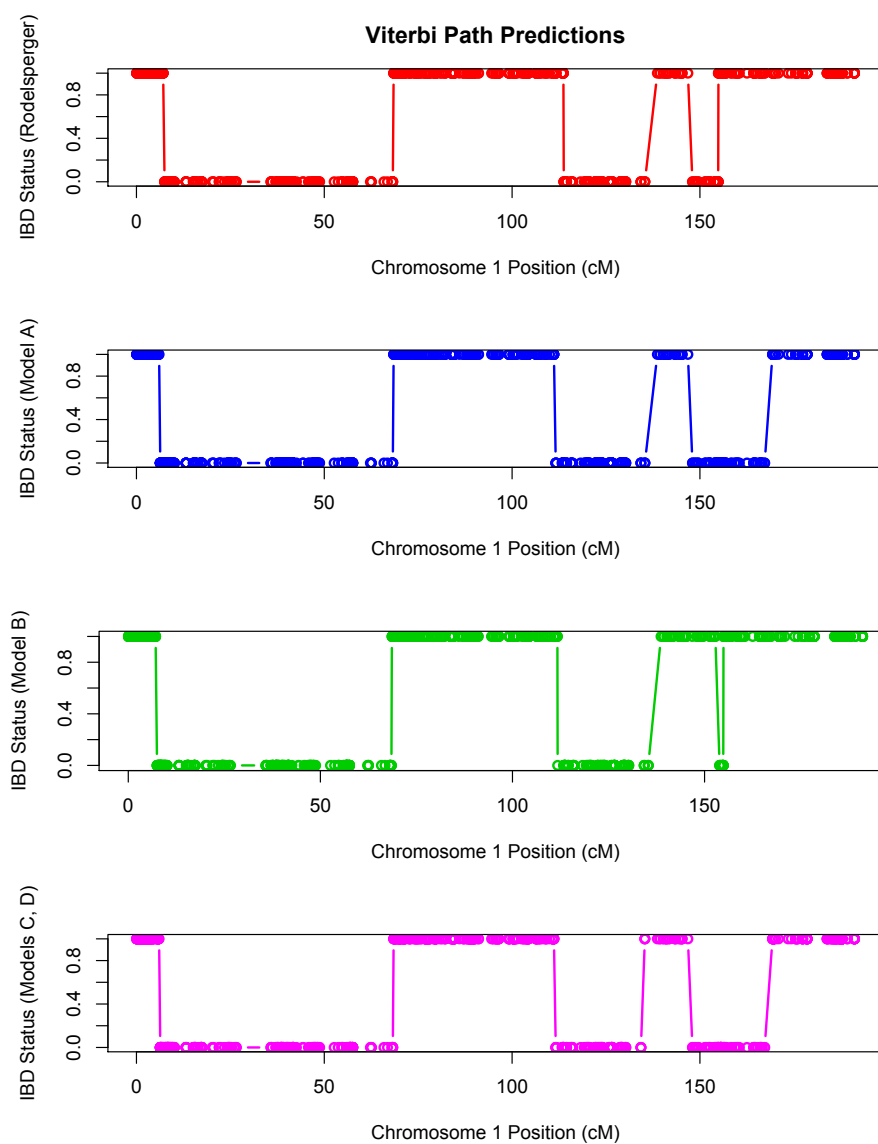 Viterbi Path Predictions
IBD Status (Rodelsperger)
0.0 0.4 0.8
0 50 100 150
Chromosome 1 Position (cM)
IBD Status (Model A)
0.0 0.4 0.8
0 50 100 150
Chromosome 1 Position (cM)
IBD Status (Model B)
0.0 0.4 0.8
0 50 100 150
Chromosome 1 Position (cM)
IBD Status (Models C, D)
0.0 0.4 0.8
0 50 100 150
Chromosome 1 Position (cM)